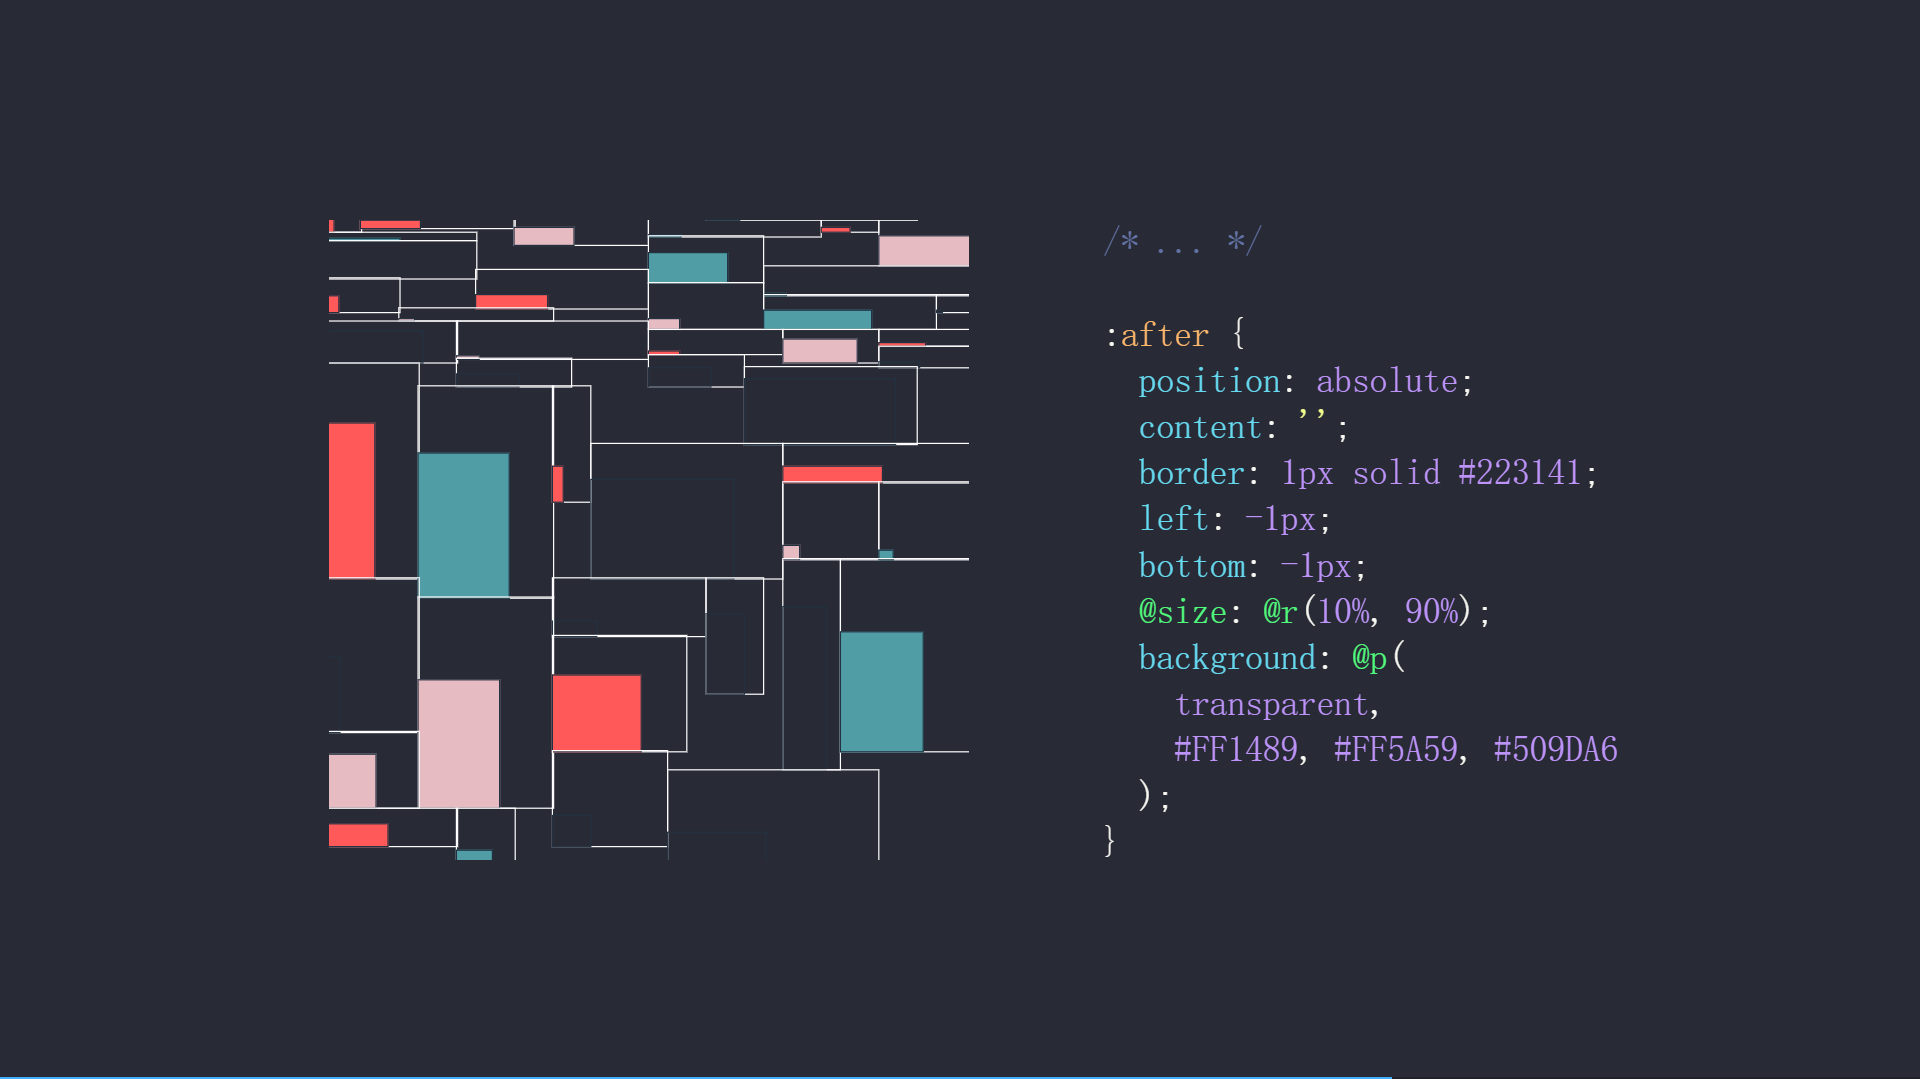 /* ... */
:after {
position: absolute;
content: '';
border: 1px solid #223141;
left: -1px;
bottom: -1px;
@size: @r(10%, 90%);
background: @p(
transparent,
#FF1489, #FF5A59, #509DA6
);
}